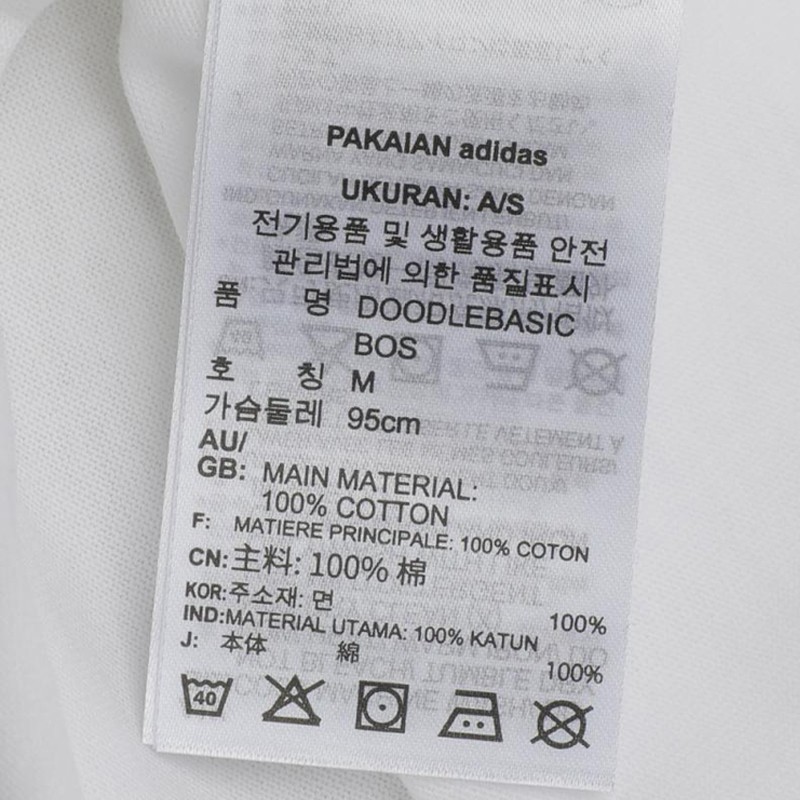 PAKAIAN adidas
UKURAN: A/S
전기용품 및 생활용품 안전
관리법에 의한 품질표시
품 명 DOODLEBASIC
BOS
호 칭 M
가슴둘레 95cm
AU/
GB: MAIN MATERIAL:
100% COTTON
F: MATIERE PRINCIPALE: 100% COTON
CN:主料: 100% 棉
KOR:주소재: 면 100%
IND:MATERIAL UTAMA: 100% KATUN
J: 本体 綿 100%
40